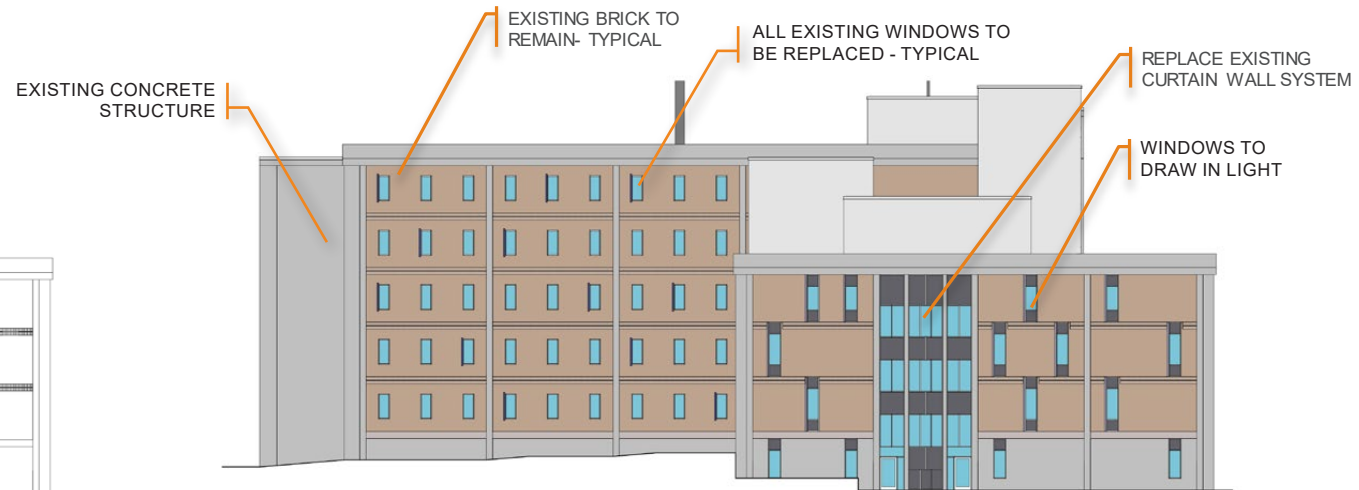 EXISTING BRICK TO
REMAIN- TYPICAL
ALL EXISTING WINDOWS TO
BE REPLACED - TYPICAL
REPLACE EXISTING
CURTAIN WALL SYSTEM
EXISTING CONCRETE
STRUCTURE
WINDOWS TO
DRAW IN LIGHT